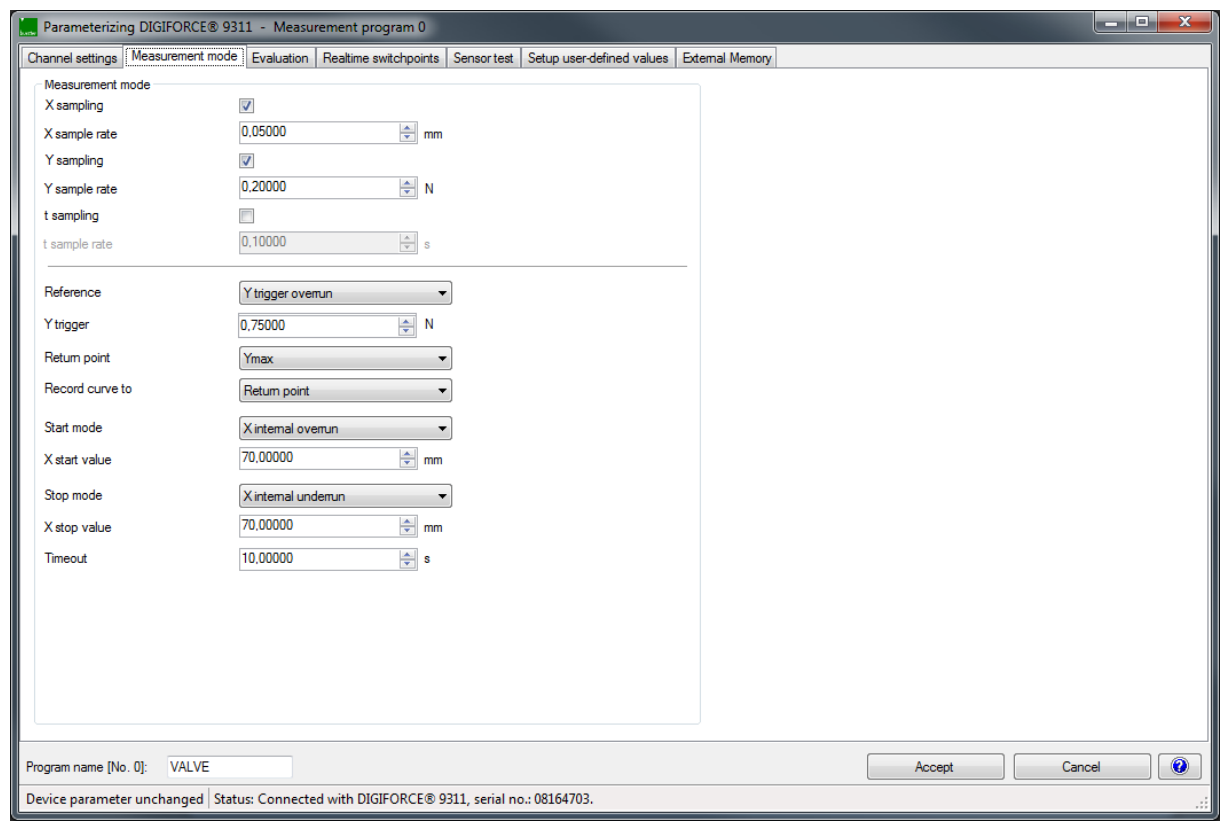 Parameterizing DIGIFORCE® 9311 - Measurement program 0
Channel settings Measurement mode Evaluation Realtime switchpoints Sensor test Setup user-defined values External Memory
Measurement mode
X sampling
X sample rate 0,05000 mm
Y sampling
Y sample rate 0,20000 N
t sampling
t sample rate 0,10000 s
Reference Y trigger overrun
Y trigger 0,75000 N
Return point Ymax
Record curve to Return point
Start mode X internal overrun
X start value 70,00000 mm
Stop mode X internal underrun
X stop value 70,00000 mm
Timeout 10,00000 s
Program name [No. 0]: VALVE Accept Cancel ?
Device parameter unchanged Status: Connected with DIGIFORCE® 9311, serial no.: 08164703.